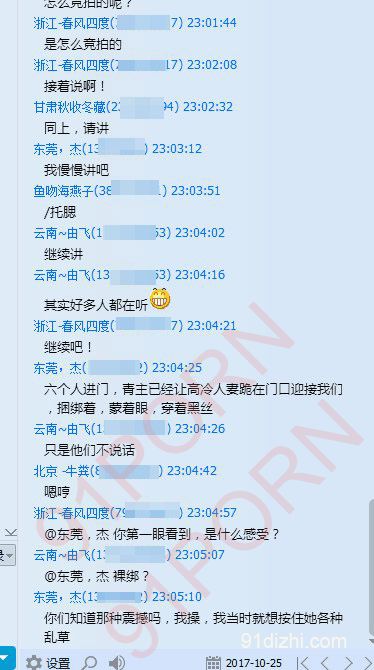 怎么竞拍的呢？
浙江-春风四度(7 7) 23:01:44
是怎么竞拍的
浙江-春风四度(7 17) 23:02:08
接着说啊！
甘肃秋收冬藏(2 94) 23:02:32
同上，请讲
东莞，杰(13 ) 23:03:12
我慢慢讲吧
鱼吻海燕子(38 ) 23:03:51
/托腮
云南~由飞(1 53) 23:04:02
继续讲
云南~由飞(13 63) 23:04:16
其实好多人都在听
浙江-春风四度( 7) 23:04:21
继续吧！
东莞，杰( 2) 23:04:25
六个人进门，青主已经让高冷人妻跪在门口迎接我们
，捆绑着，蒙着眼，穿着黑丝
云南~由飞(1 ) 23:04:26
只是他们不说话
北京 -牛粪(8 ) 23:04:42
嗯哼
浙江-春风四度(79 ) 23:04:57
@东莞，杰 你第一眼看到，是什么感受？
云南~由飞(13 ) 23:05:07
@东莞，杰 裸绑？
东莞，杰(13 2) 23:05:10
你们知道那种震撼吗，我操，我当时就想按住她各种
乱草
91PORN
91PORN
91dizhi.com
设置
2017-10-25